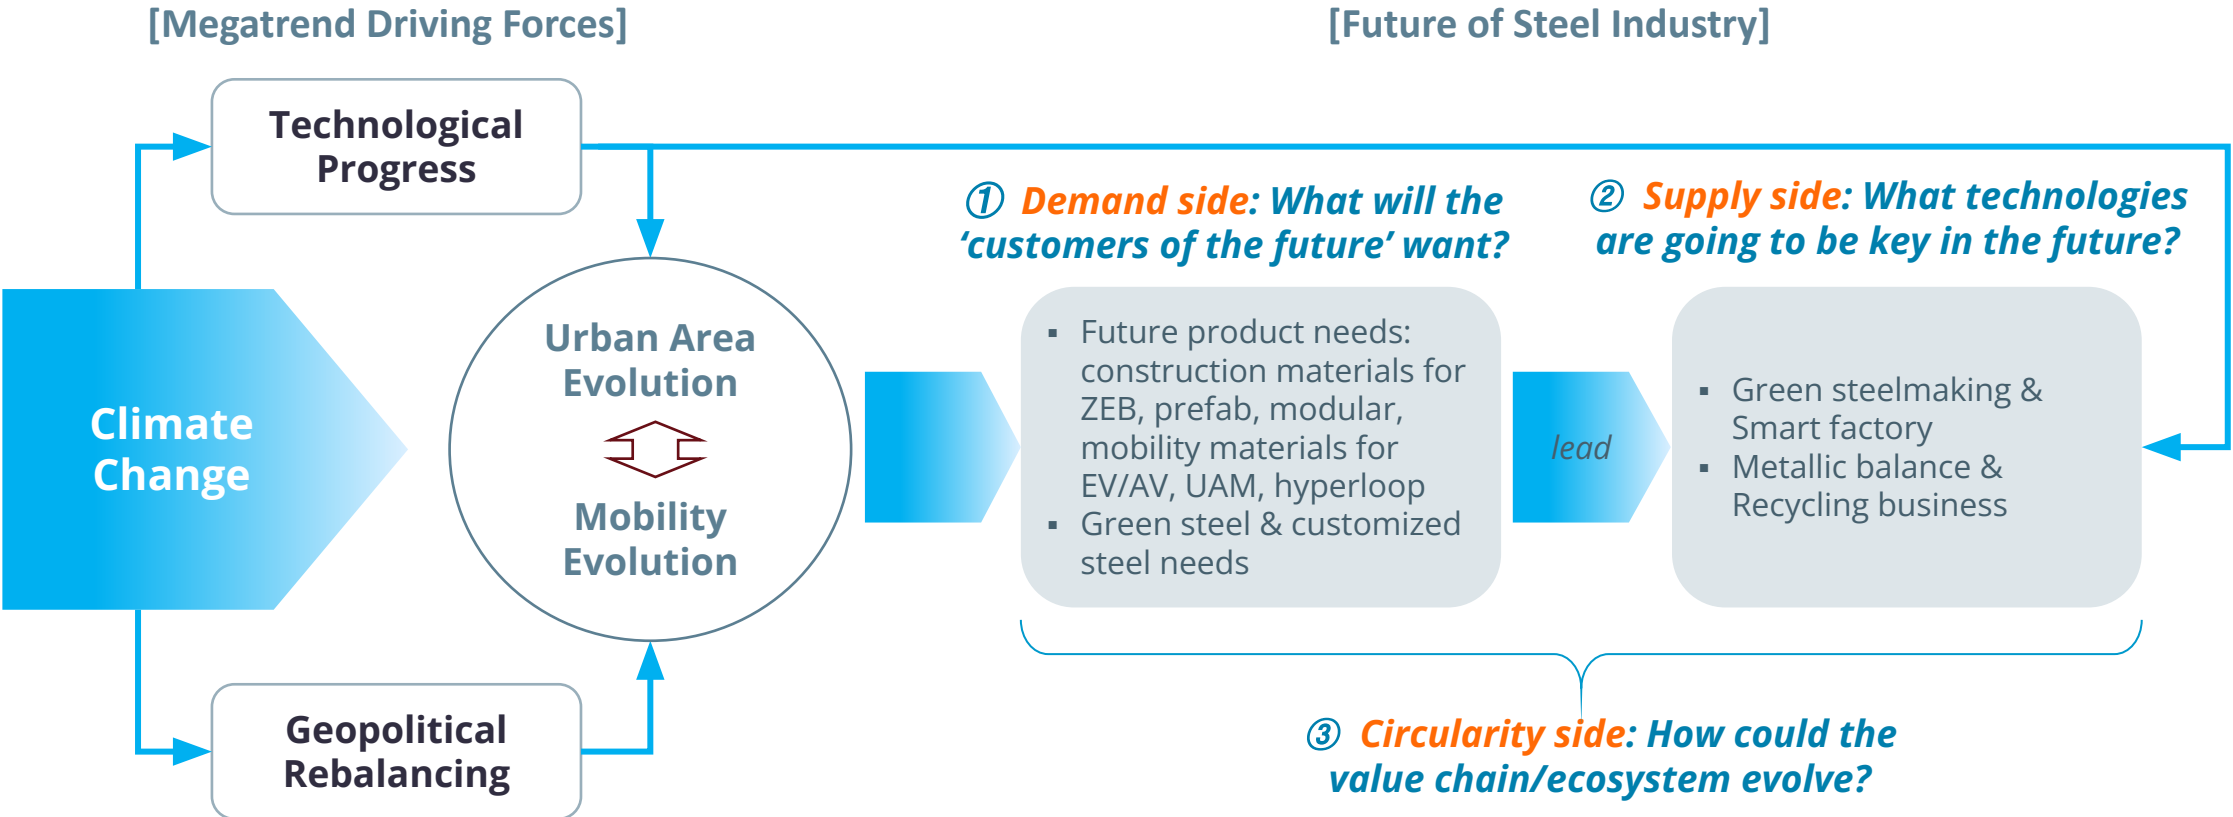 [Megatrend Driving Forces]
[Future of Steel Industry]
Technological
Progress
Climate
Change
Geopolitical
Rebalancing
Urban Area
Evolution
Mobility
Evolution
① Demand side: What will the
‘customers of the future’ want?
▪ Future product needs:
construction materials for
ZEB, prefab, modular,
mobility materials for
EV/AV, UAM, hyperloop
▪ Green steel & customized
steel needs
lead
② Supply side: What technologies
are going to be key in the future?
▪ Green steelmaking &
Smart factory
▪ Metallic balance &
Recycling business
③ Circularity side: How could the
value chain/ecosystem evolve?